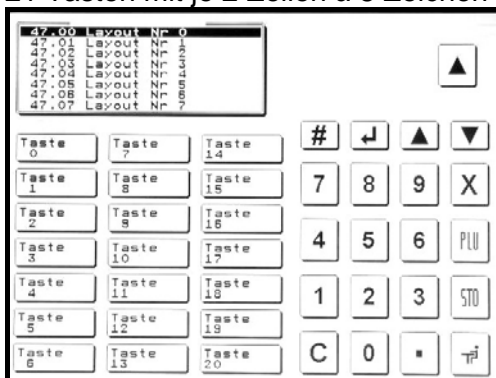 21 Tasten mit je 2 Zeilen à 8 Zeichen
47.00 Layout Nr 0
47.01 Layout Nr 1
47.02 Layout Nr 2
47.03 Layout Nr 3
47.04 Layout Nr 4
47.05 Layout Nr 5
47.06 Layout Nr 6
47.07 Layout Nr 7
Taste 0
Taste 7
Taste 14
Taste 1
Taste 8
Taste 15
Taste 2
Taste 9
Taste 16
Taste 3
Taste 10
Taste 17
Taste 4
Taste 11
Taste 18
Taste 5
Taste 12
Taste 19
Taste 6
Taste 13
Taste 20
#
7 8 9 X
4 5 6 PLU
1 2 3 STO
C 0 .